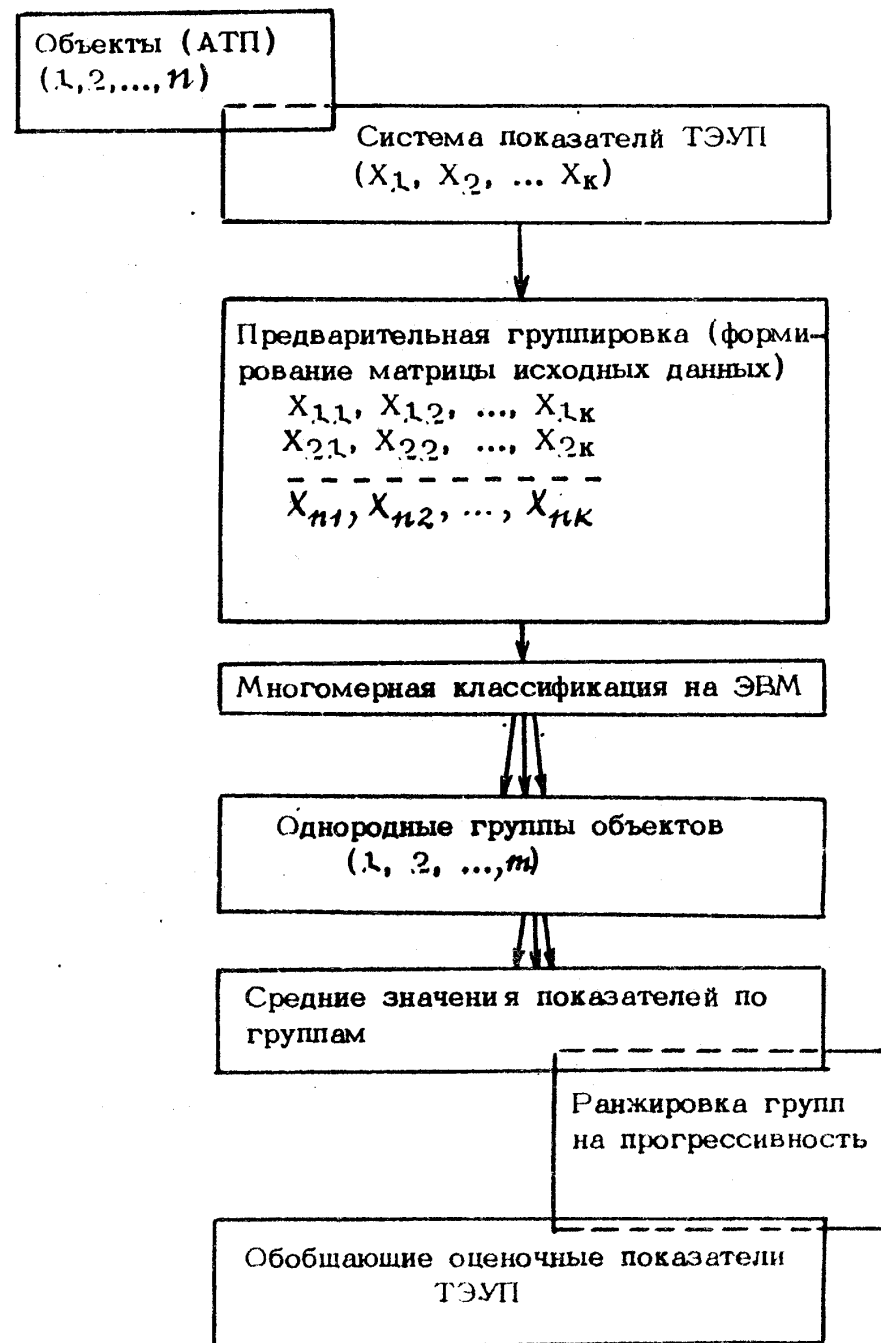 Объекты (АТП)
(1,2,...,n)
Система показателй ТЭУП
(X1, X2, ... Xк)
Предварительная группировка (форми-
рование матрицы исходных данных)
X11, X12, ..., X1к
X21, X22, ..., X2к
Xn1, Xn2, ..., Xnк
Многомерная классификация на ЭВМ
Однородные группы объектов
(1, 2, ...,m)
Средние значения показателей по
группам
Ранжировка групп
на прогрессивность
Обобщающие оценочные показатели
ТЭУП